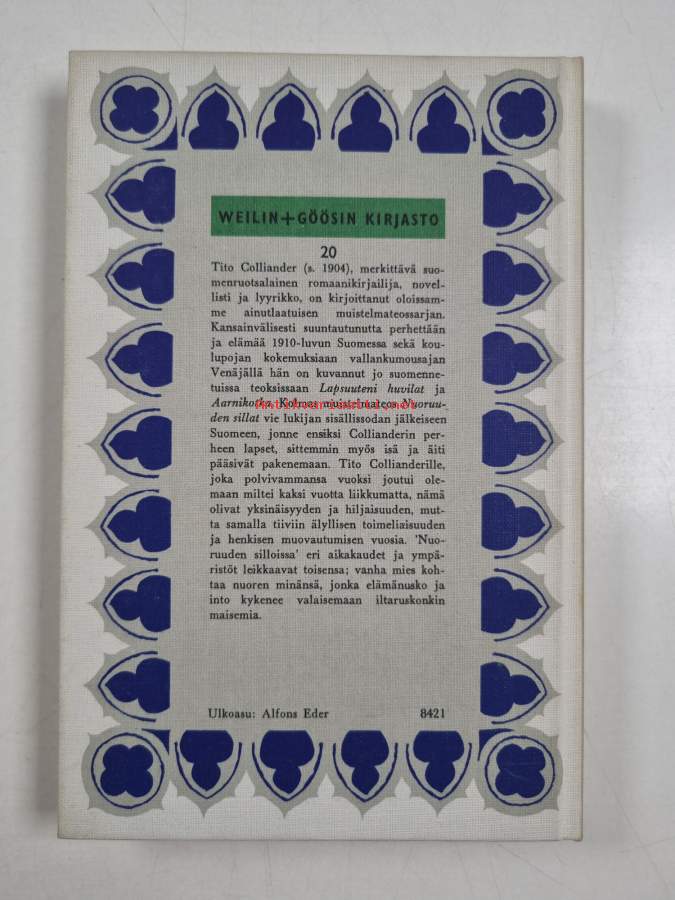 WEILIN+GÖÖSIN KIRJASTO
20
Tito Colliander (s. 1904), merkittävä suo-
menruotsalainen romaanikirjailija, novel-
listi ja lyyrikko, on kirjoittanut oloissam-
me ainutlaatuisen muistelmateossarjan.
Kansainvälisesti suuntautunutta perhettään
ja elämää 1910-luvun Suomessa sekä kou-
lupojan kokemuksiaan vallankumousajan
Venäjällä hän on kuvannut jo suomenne-
tuissa teoksissaan Lapsuuteni huvilat ja
Aarnikotka. Kolmas muistelmateos Nuoruu-
Antikvariaatti.net
den sillat vie lukijan sisällissodan jälkeiseen
Suomeen, jonne ensiksi Collianderin per-
heen lapset, sittemmin myös isä ja äiti
pääsivät pakenemaan. Tito Collianderille,
joka polvivammansa vuoksi joutui ole-
maan miltei kaksi vuotta liikkumatta, nämä
olivat yksinäisyyden ja hiljaisuuden, mut-
ta samalla tiiviin älyllisen toimeliaisuuden
ja henkisen muovautumisen vuosia. 'Nuo-
ruuden silloissa' eri aikakaudet ja ympä-
ristöt leikkaavat toisensa; vanha mies koh-
taa nuoren minänsä, jonka elämänusko ja
into kykenee valaisemaan iltaruskonkin
maisemia.
Ulkoasu: Alfons Eder 8421